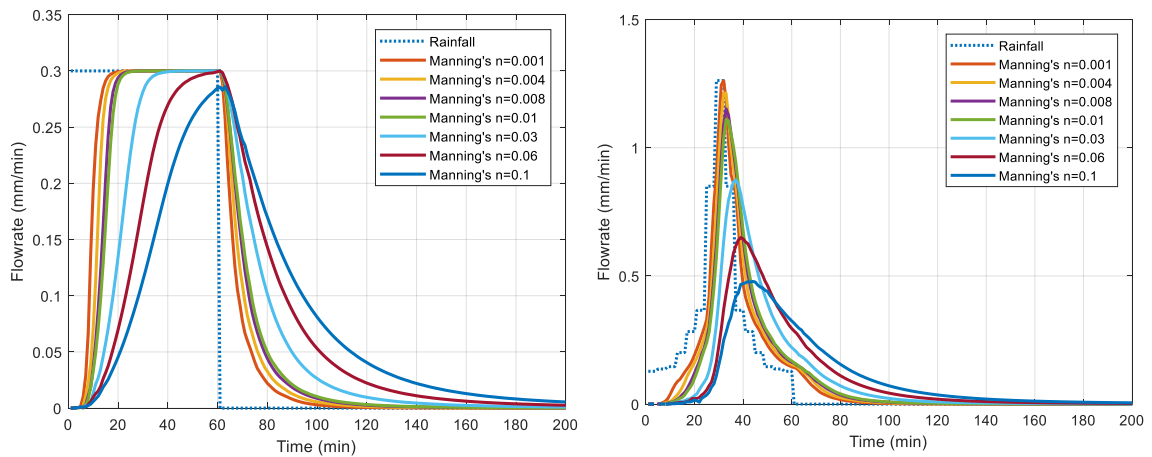 0.35
0.3
0.25
0.2
0.15
0.1
0.05
0
Flowrate (mm/min)
0 20 40 60 80 100 120 140 160 180 200
Time (min)
Rainfall
Manning's n=0.001
Manning's n=0.004
Manning's n=0.008
Manning's n=0.01
Manning's n=0.03
Manning's n=0.06
Manning's n=0.1
1.5
1
0.5
0
Flowrate (mm/min)
0 20 40 60 80 100 120 140 160 180 200
Time (min)
Rainfall
Manning's n=0.001
Manning's n=0.004
Manning's n=0.008
Manning's n=0.01
Manning's n=0.03
Manning's n=0.06
Manning's n=0.1